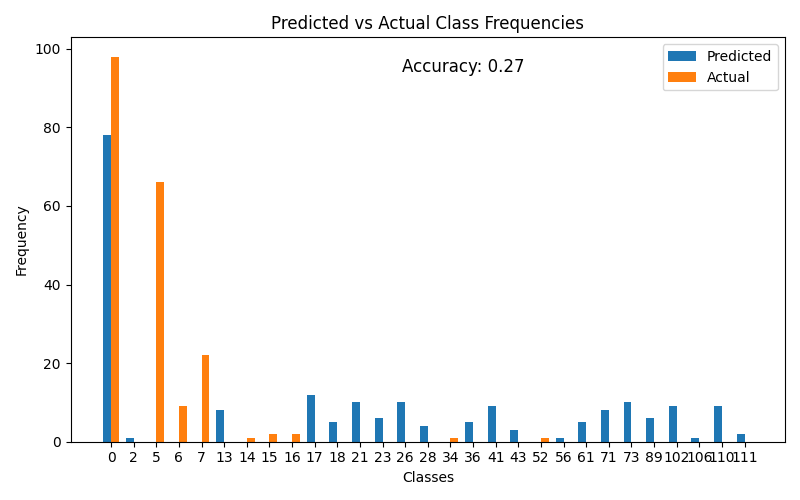 Predicted vs Actual Class Frequencies
Accuracy: 0.27
Predicted
Actual
100
80
60
40
20
0
Frequency
0 2 5 6 7 13 14 15 16 17 18 21 23 26 28 34 36 41 43 52 56 61 71 73 89 102 106 110 111
Classes